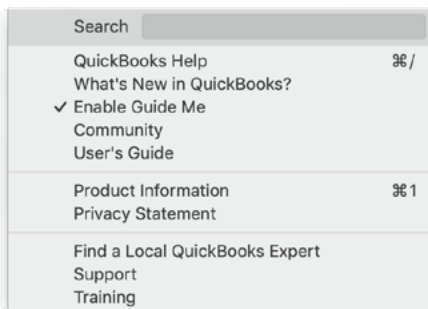 Search
QuickBooks Help ⌘/
What's New in QuickBooks?
✓ Enable Guide Me
Community
User's Guide
Product Information ⌘1
Privacy Statement
Find a Local QuickBooks Expert
Support
Training